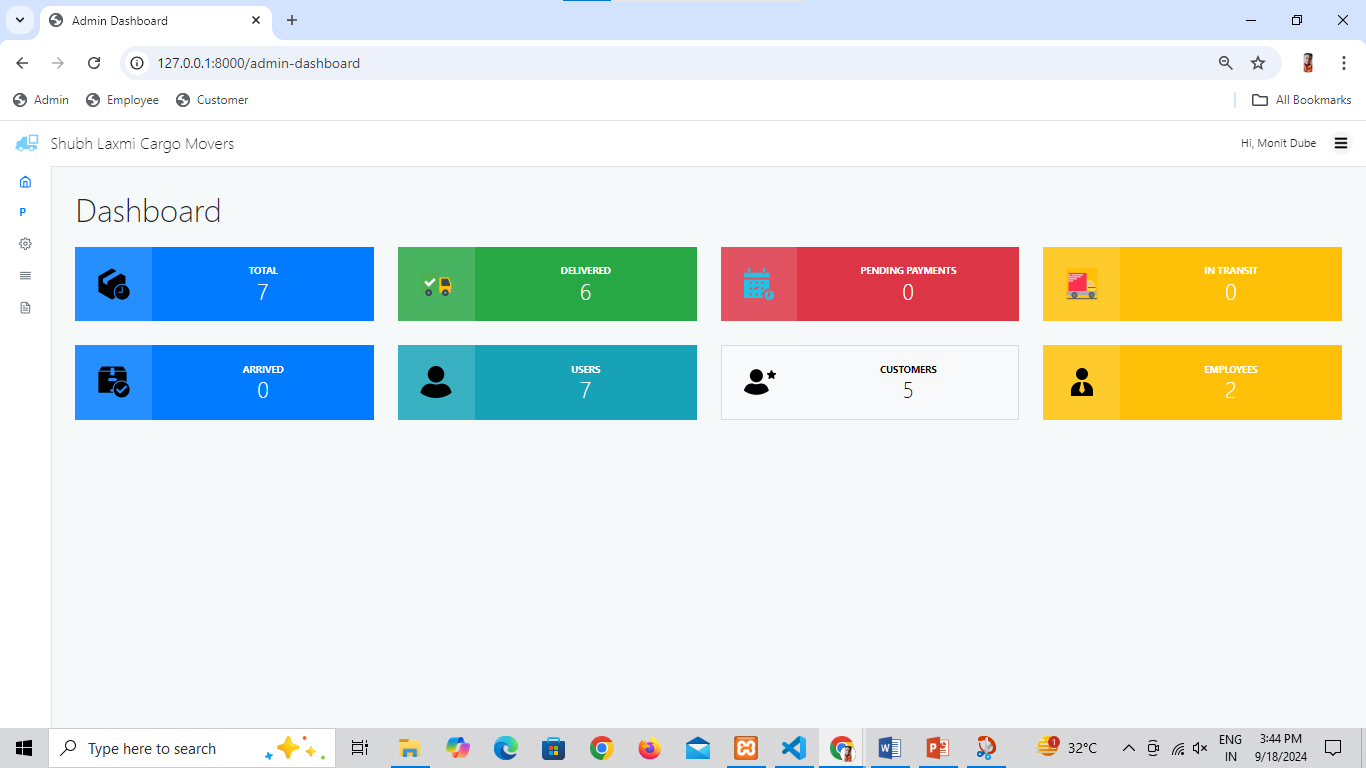 Admin Dashboard
127.0.0.1:8000/admin-dashboard
Admin
Employee
Customer
All Bookmarks
Shubh Laxmi Cargo Movers
Hi, Monit Dube
P
Dashboard
TOTAL
7
DELIVERED
6
PENDING PAYMENTS
0
IN TRANSIT
0
ARRIVED
0
USERS
7
CUSTOMERS
5
EMPLOYEES
2
Type here to search
1
32°C
ENG
IN
3:44 PM
9/18/2024